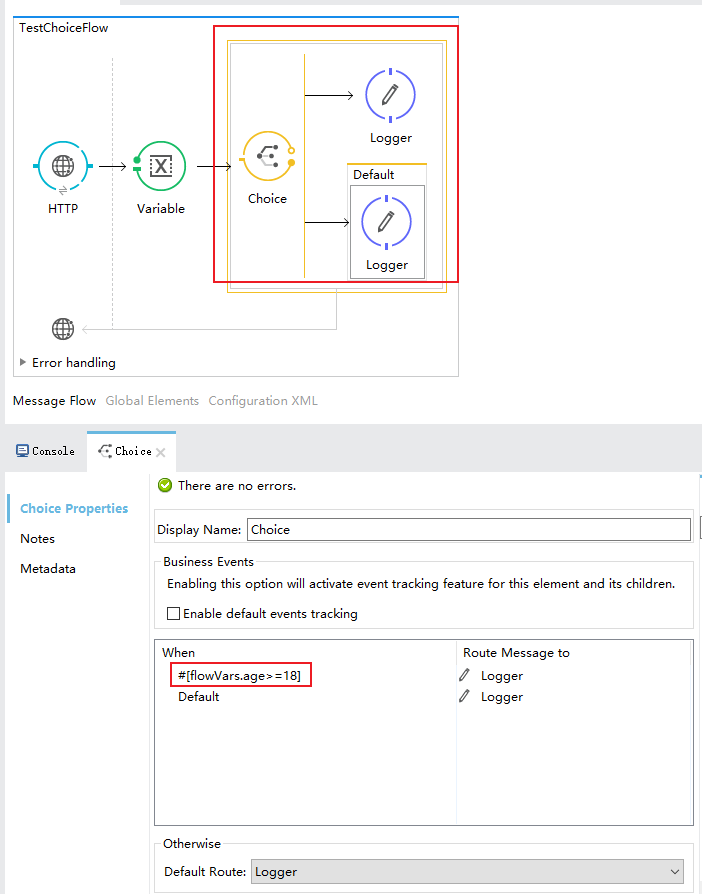 TestChoiceFlow
Logger
HTTP
Variable
Choice
Default
Logger
Error handling
Message Flow Global Elements Configuration XML
Console Choice
There are no errors.
Choice Properties
Notes
Metadata
Display Name: Choice
Business Events
Enabling this option will activate event tracking feature for this element and its children.
Enable default events tracking
When Route Message to
#[flowVars.age>=18] Logger
Default Logger
Otherwise
Default Route: Logger